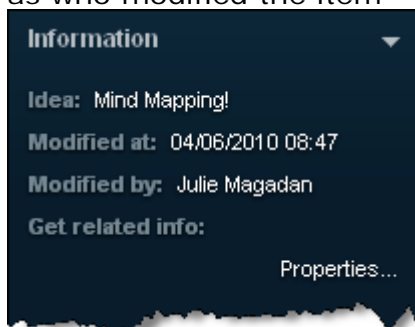 as who modified the item
Information
Idea: Mind Mapping!
Modified at: 04/06/2010 08:47
Modified by: Julie Magadan
Get related info:
Properties...